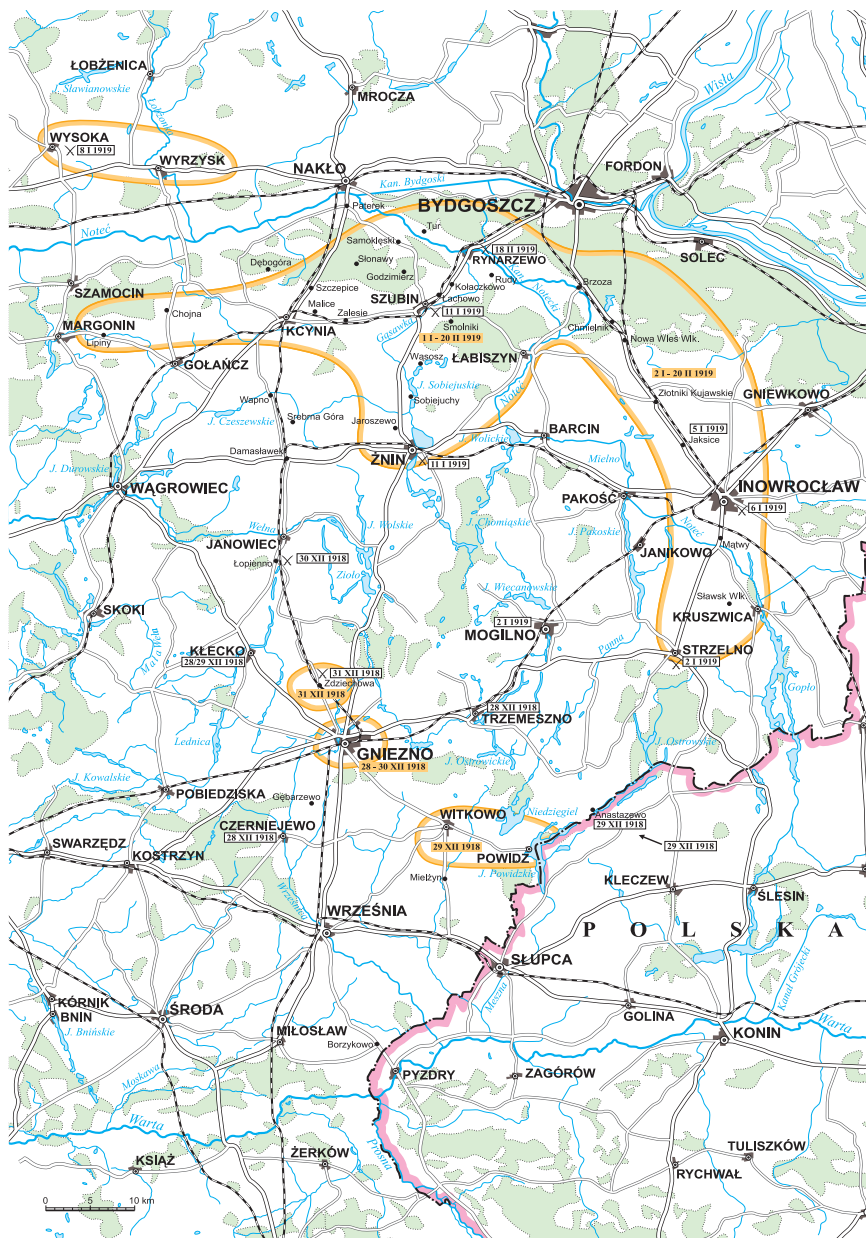 ŁOBŻENICA
J. Sławianowskie
Łobżonka
MROCZA
Wisła
WYSOKA
8 I 1919
WYRZYSK
NAKŁO
Kan. Bydgoski
FORDON
Paterek
BYDGOSZCZ
Noteć
Tur
Samoklęski
18 II 1919
RYNARZEWO
SOLEC
Dębogóra
Słonawy
Godzimierz
Rudy
Kan. Notecki
Brzoza
SZAMOCIN
Szczepice
Kołaczkowo
Chojna
Malice
Zalesie
SZUBIN
Łachowo
11 I 1919
MARGONIN
Lipiny
KCYNIA
Gąsawka
Smolniki
Chmielnik
1 I - 20 II 1919
Nowa Wieś Wlk.
GOŁAŃCZ
Wąsosz
ŁABISZYN
2 I - 20 II 1919
J. Sobiejuskie
Wapno
Sobiejuchy
Noteć
Złotniki Kujawskie
GNIEWKOWO
J. Czeszewskie
Srebrna Góra
Jaroszewo
BARCIN
5 I 1919
Jaksice
Damasławek
ŻNIN
J. Wolickie
11 I 1919
Mielno
J. Durowskie
WĄGROWIEC
PAKOŚĆ
INOWROCŁAW
6 I 1919
J. Wolskie
J. Chomiąskie
Noteć
Wełna
JANOWIEC
J. Pakoskie
Mątwy
JANIKOWO
Łopienno
30 XII 1918
Zioło
J. Wiecanowskie
Sławsk Wlk.
SKOKI
2 I 1919
MOGILNO
KRUSZWICA
Mała Wełna
KŁECKO
28/29 XII 1918
Panna
STRZELNO
2 I 1919
31 XII 1918
Zdziechowa
31 XII 1918
Gopło
28 XII 1918
TRZEMESZNO
Lednica
GNIEZNO
28 - 30 XII 1918
J. Ostrowickie
J. Ostrowskie
J. Kowalskie
POBIEDZISKA
Gębarzewo
Niedzięgiel
Anastazewo
29 XII 1918
CZERNIEJEWO
28 XII 1918
WITKOWO
29 XII 1918
29 XII 1918
SWARZĘDZ
KOSTRZYN
POWIDZ
J. Powidzkie
Mielżyn
KLECZEW
ŚLESIN
Wrześnica
WRZEŚNIA
POLSKA
SŁUPCA
Kanał Grójecki
KÓRNIK
BNIN
J. Bnińskie
ŚRODA
Meszna
GOLINA
Warta
MIŁOSŁAW
Borzykowo
KONIN
Moskawa
PYZDRY
ZAGÓRÓW
Warta
Prosna
KSIĄŻ
ŻERKÓW
TULISZKÓW
RYCHWAŁ
0 5 10 km